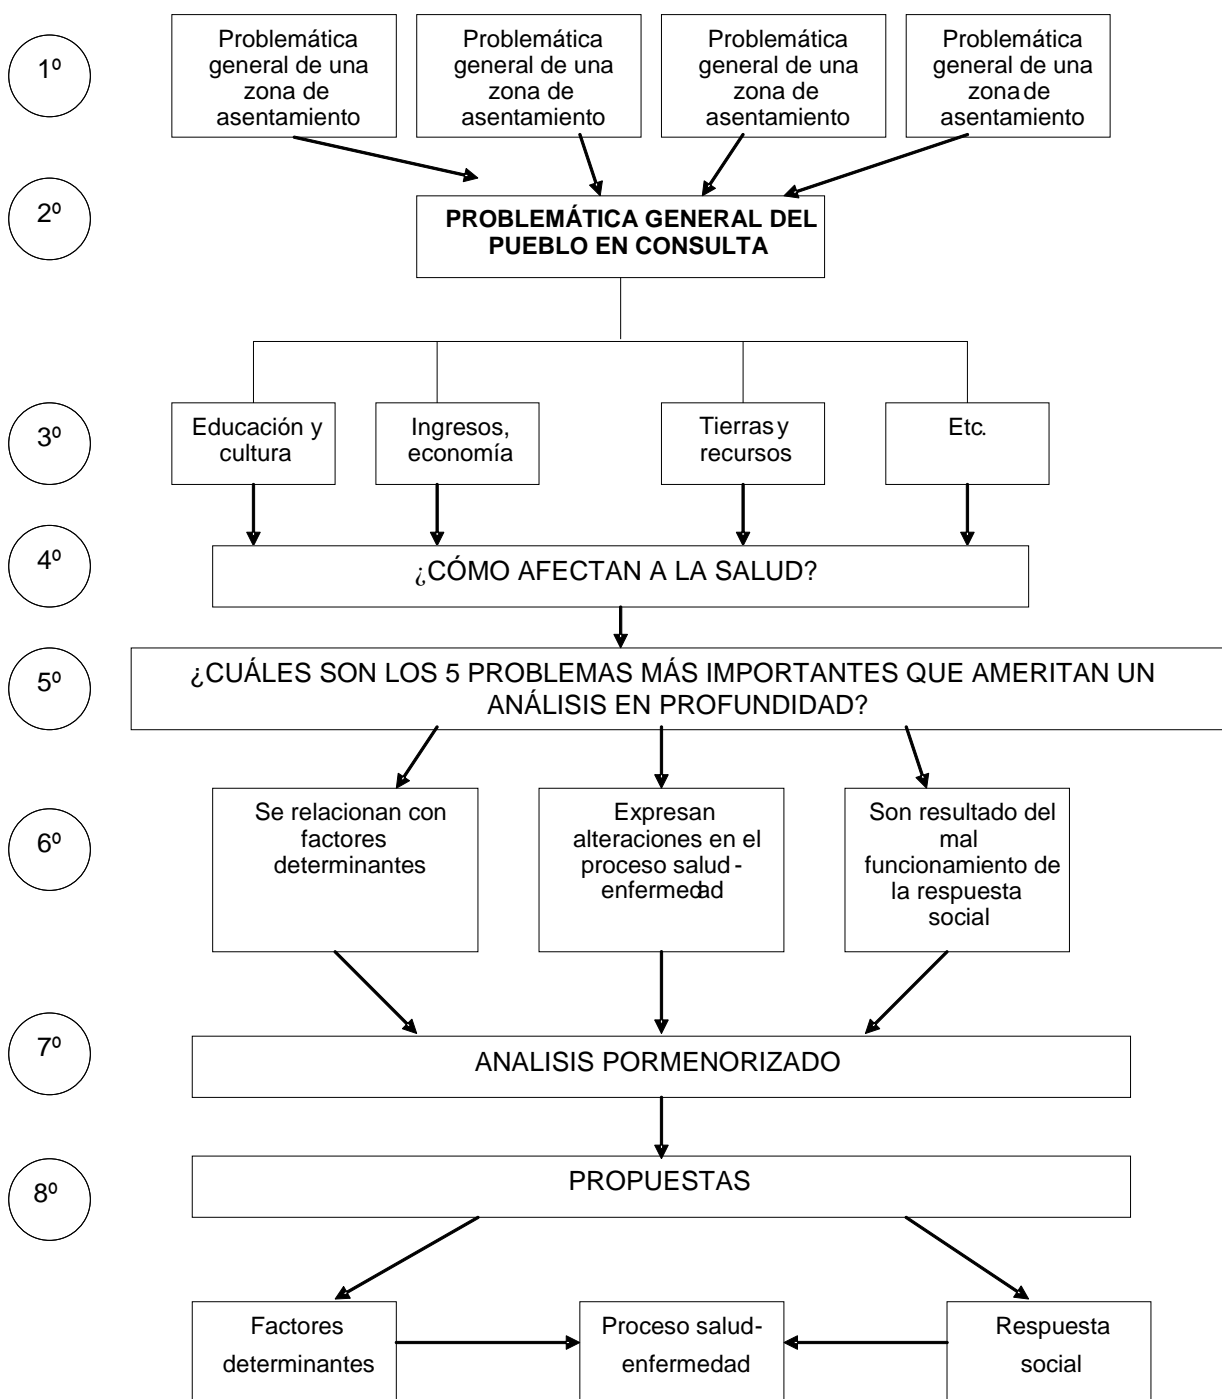 1º
Problemática
general de una
zona de
asentamiento
Problemática
general de una
zona de
asentamiento
Problemática
general de una
zona de
asentamiento
Problemática
general de una
zona de
asentamiento
2º
PROBLEMÁTICA GENERAL DEL
PUEBLO EN CONSULTA
3º
Educación y
cultura
Ingresos,
economía
Tierras y
recursos
Etc.
4º
¿CÓMO AFECTAN A LA SALUD?
5º
¿CUÁLES SON LOS 5 PROBLEMAS MÁS IMPORTANTES QUE AMERITAN UN
ANÁLISIS EN PROFUNDIDAD?
6º
Se relacionan con
factores
determinantes
Expresan
alteraciones en el
proceso salud-
enfermedad
Son resultado del
mal
funcionamiento de
la respuesta
social
7º
ANALISIS PORMENORIZADO
8º
PROPUESTAS
Factores
determinantes
Proceso salud-
enfermedad
Respuesta
social